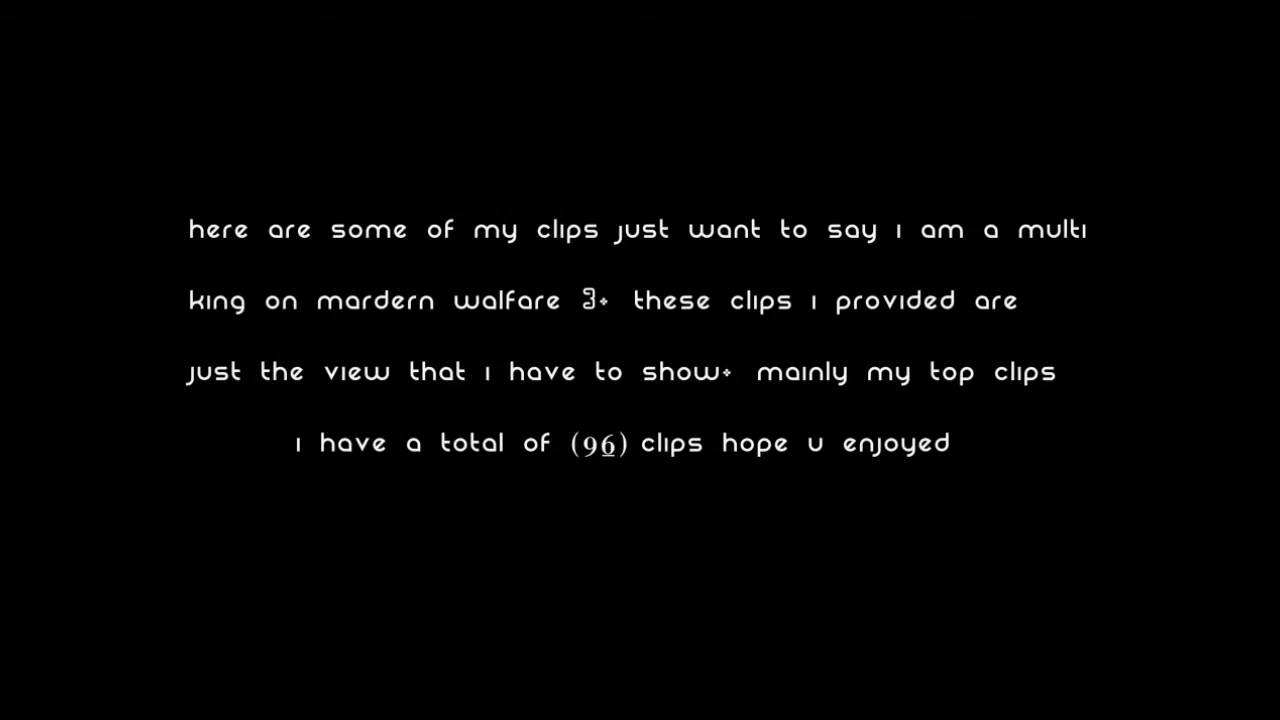 here are some of my clips just want to say i am a multi
king on mardern walfare 3. these clips i provided are
just the view that i have to show. mainly my top clips
i have a total of (96) clips hope u enjoyed